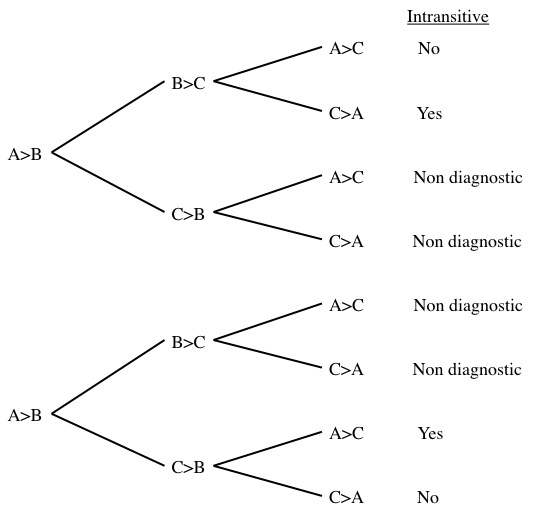 Intransitive
A>C No
B>C
C>A Yes
A>B
A>C Non diagnostic
C>B
C>A Non diagnostic
A>C Non diagnostic
B>C
C>A Non diagnostic
A>B
A>C Yes
C>B
C>A No